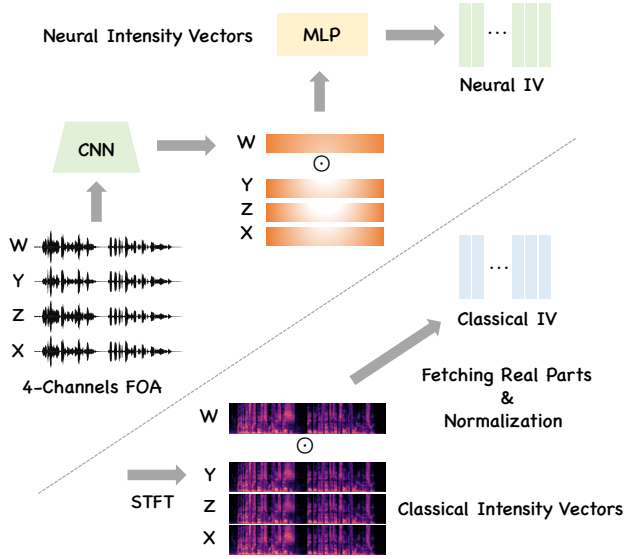 Neural Intensity Vectors
MLP
...
Neural IV
CNN
W
⊙
Y
Z
X
W
Y
Z
X
4-Channels FOA
...
Classical IV
Fetching Real Parts
&
Normalization
STFT
W
⊙
Y
Z
X
Classical Intensity Vectors